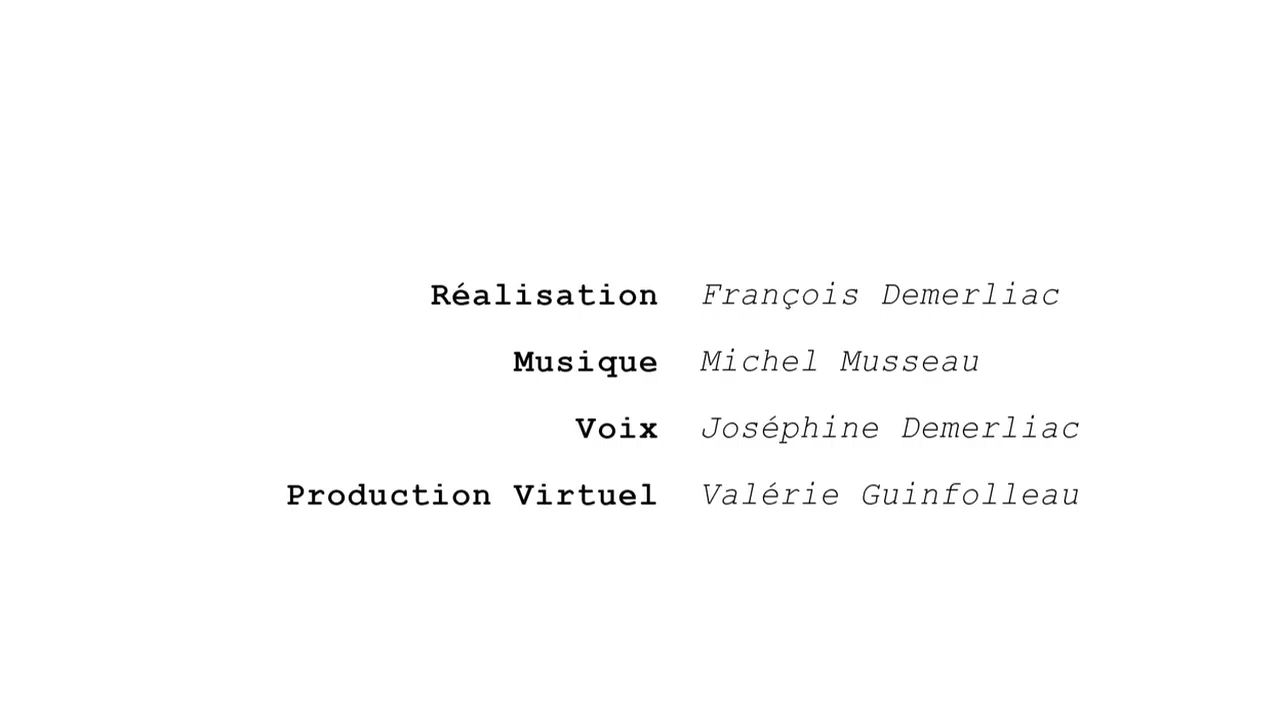 Réalisation François Demerliac
Musique Michel Musseau
Voix Joséphine Demerliac
Production Virtuel Valérie Guinfolleau